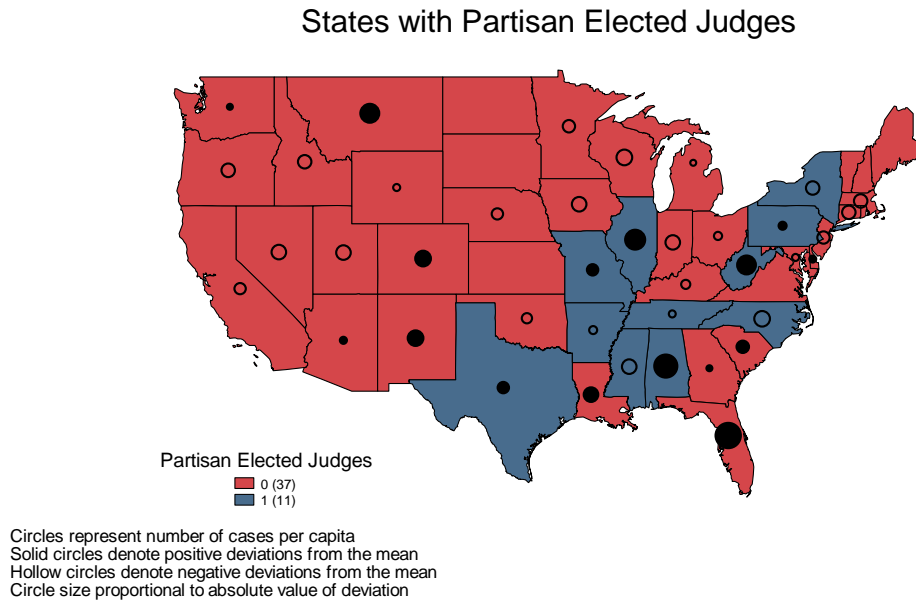 States with Partisan Elected Judges
Partisan Elected Judges
0 (37)
1 (11)
Circles represent number of cases per capita
Solid circles denote positive deviations from the mean
Hollow circles denote negative deviations from the mean
Circle size proportional to absolute value of deviation